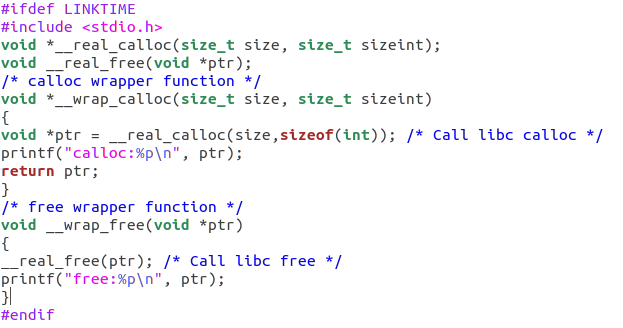 #ifdef LINKTIME
#include <stdio.h>
void *__real_calloc(size_t size, size_t sizeint);
void __real_free(void *ptr);
/* calloc wrapper function */
void *__wrap_calloc(size_t size, size_t sizeint)
{
void *ptr = __real_calloc(size,sizeof(int)); /* Call libc calloc */
printf("calloc:%p\n", ptr);
return ptr;
}
/* free wrapper function */
void __wrap_free(void *ptr)
{
__real_free(ptr); /* Call libc free */
printf("free:%p\n", ptr);
}
#endif